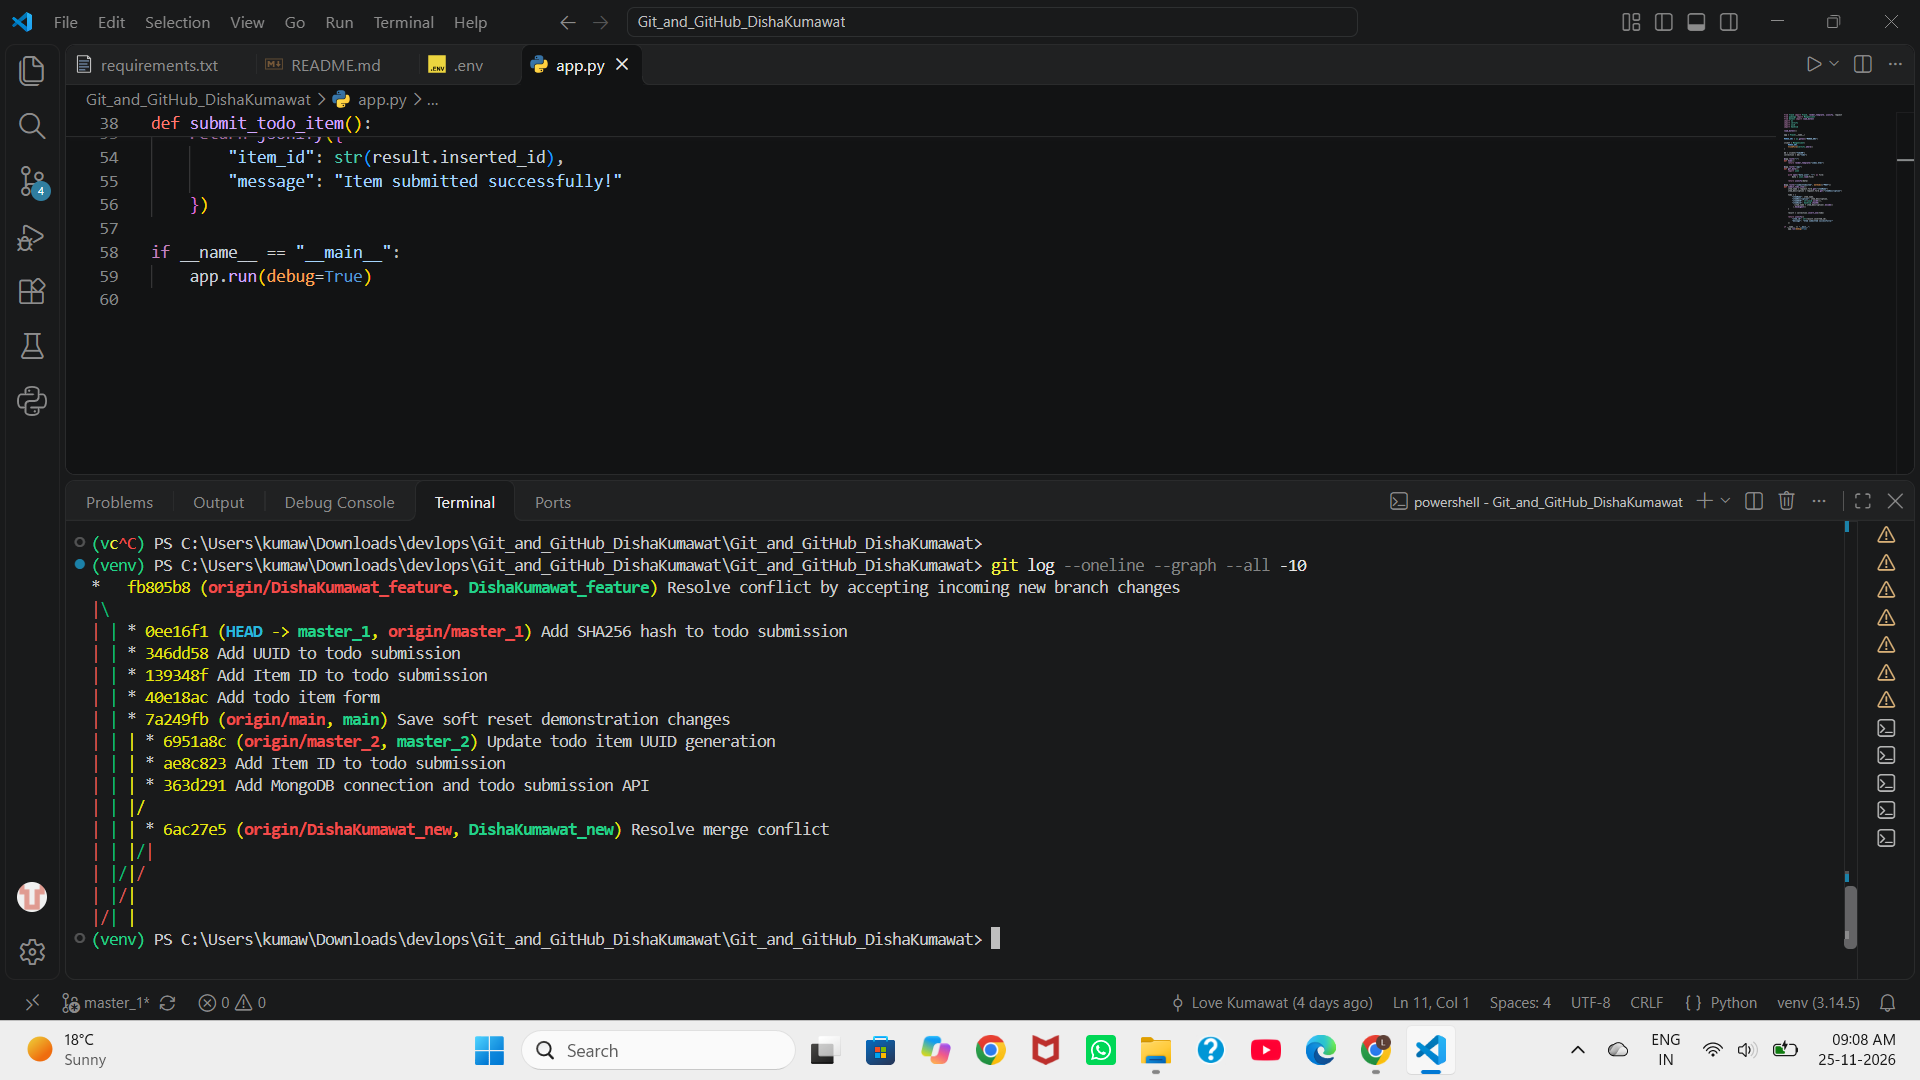 File Edit Selection View Go Run Terminal Help
Git_and_GitHub_DishaKumawat
requirements.txt README.md .env app.py
Git_and_GitHub_DishaKumawat > app.py > ...
38 def submit_todo_item():
54 "item_id": str(result.inserted_id),
55 "message": "Item submitted successfully!"
56 })
57
58 if __name__ == "__main__":
59 app.run(debug=True)
60
4
Problems Output Debug Console Terminal Ports
powershell - Git_and_GitHub_DishaKumawat
(vc^C) PS C:\Users\kumaw\Downloads\devlops\Git_and_GitHub_DishaKumawat\Git_and_GitHub_DishaKumawat>
(venv) PS C:\Users\kumaw\Downloads\devlops\Git_and_GitHub_DishaKumawat\Git_and_GitHub_DishaKumawat> git log --oneline --graph --all -10
*   fb805b8 (origin/DishaKumawat_feature, DishaKumawat_feature) Resolve conflict by accepting incoming new branch changes
|\
| | * 0ee16f1 (HEAD -> master_1, origin/master_1) Add SHA256 hash to todo submission
| | * 346dd58 Add UUID to todo submission
| | * 139348f Add Item ID to todo submission
| | * 40e18ac Add todo item form
| | * 7a249fb (origin/main, main) Save soft reset demonstration changes
| | | * 6951a8c (origin/master_2, master_2) Update todo item UUID generation
| | | * ae8c823 Add Item ID to todo submission
| | | * 363d291 Add MongoDB connection and todo submission API
| | |/
| | | * 6ac27e5 (origin/DishaKumawat_new, DishaKumawat_new) Resolve merge conflict
| | |/|
| |/|/
| |/|
|/| |
(venv) PS C:\Users\kumaw\Downloads\devlops\Git_and_GitHub_DishaKumawat\Git_and_GitHub_DishaKumawat>
master_1* 0 0 Love Kumawat (4 days ago) Ln 11, Col 1 Spaces: 4 UTF-8 CRLF { } Python venv (3.14.5)
18°C
Sunny
Search
ENG
IN
09:08 AM
25-11-2026